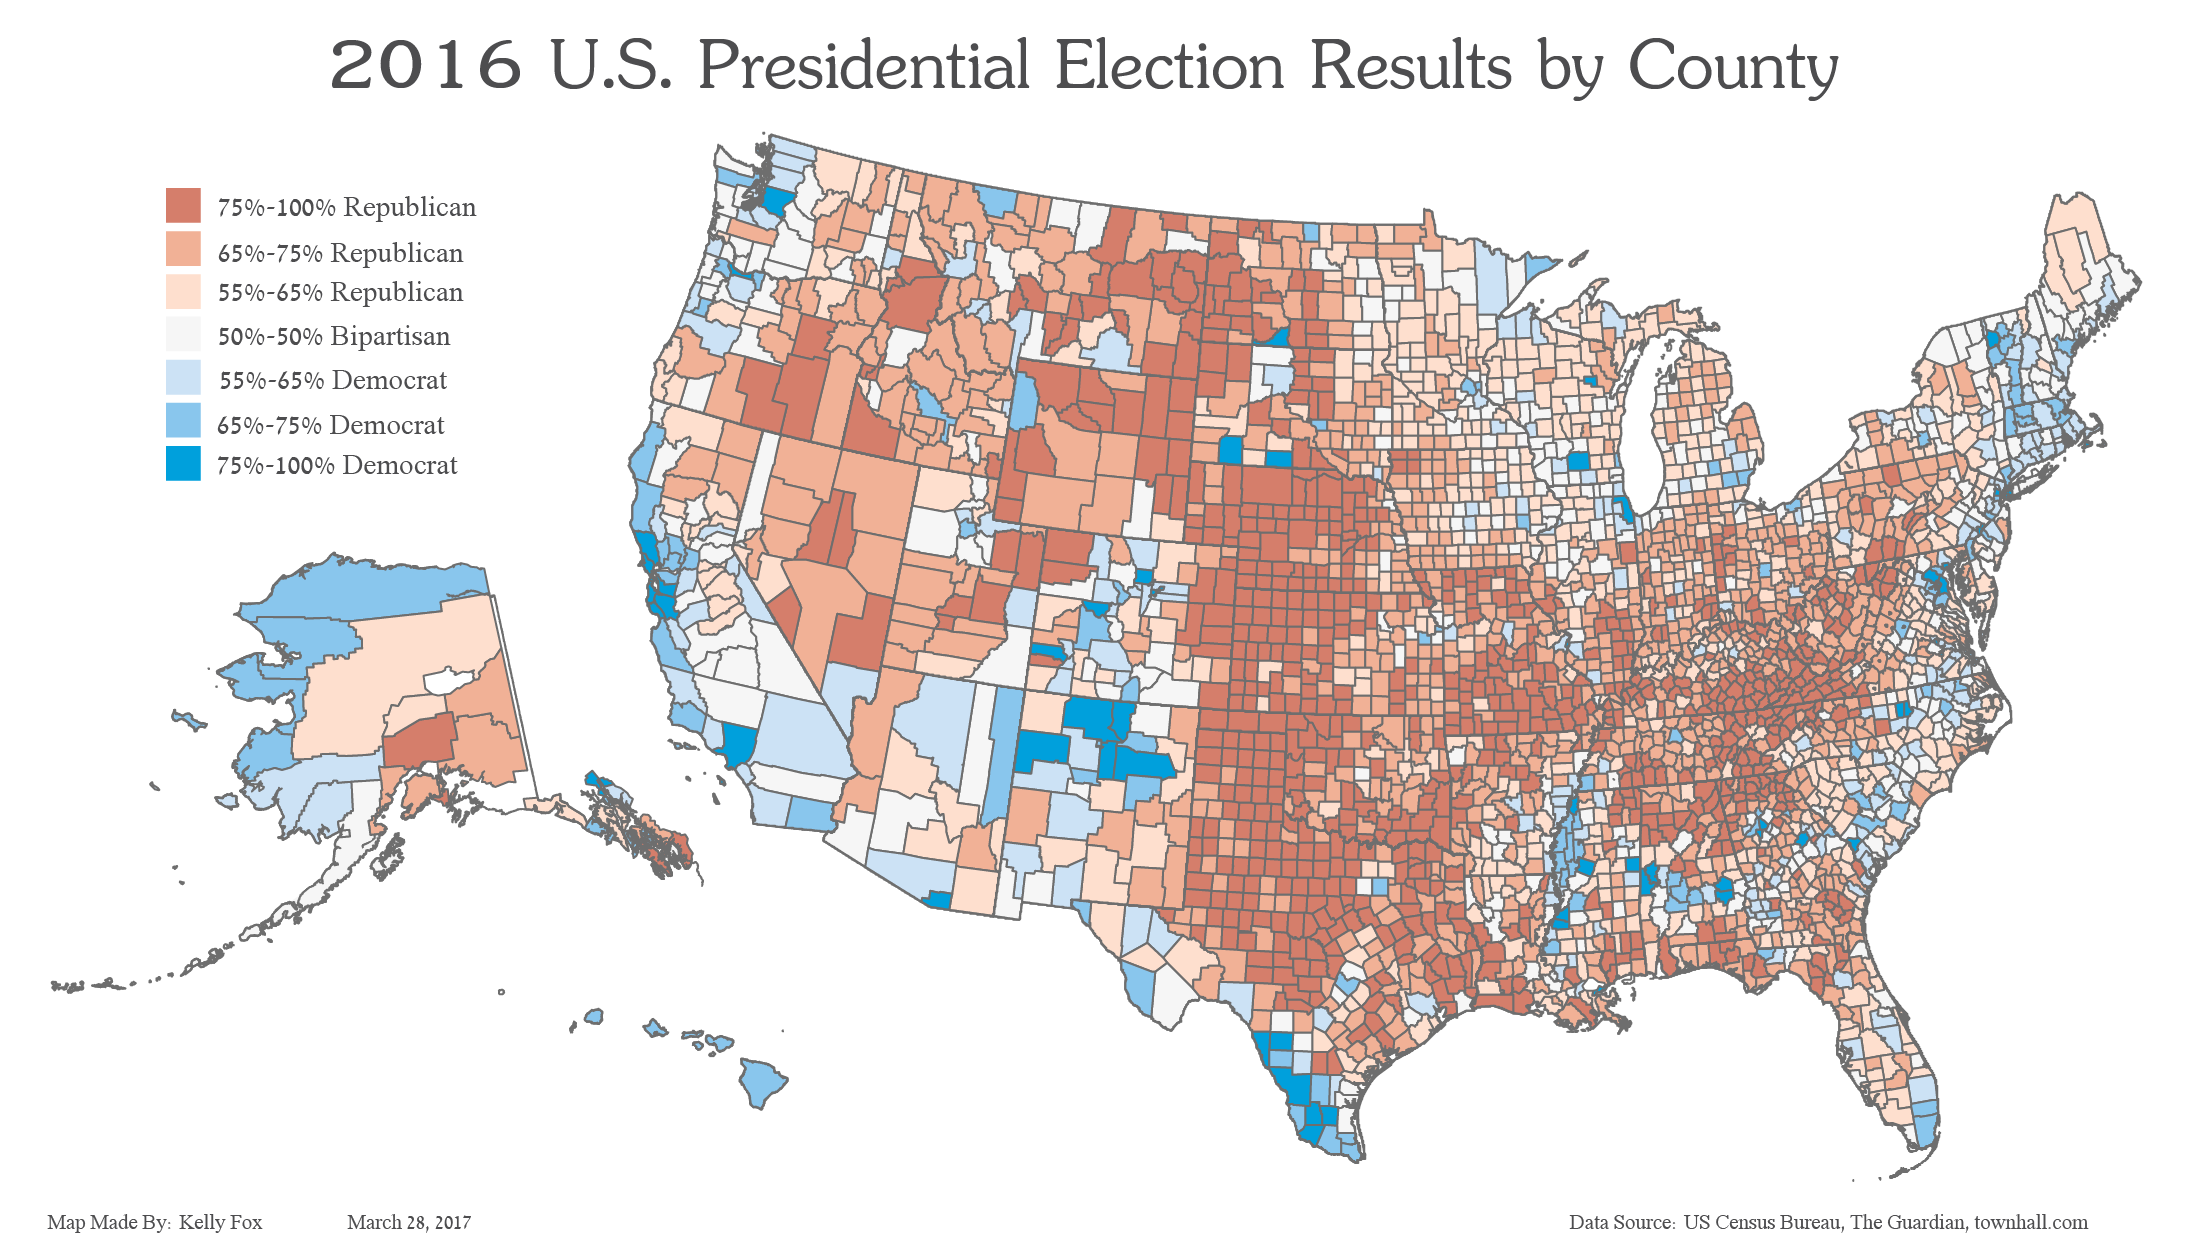 2016 U.S. Presidential Election Results by County
75%-100% Republican
65%-75% Republican
55%-65% Republican
50%-50% Bipartisan
55%-65% Democrat
65%-75% Democrat
75%-100% Democrat
Map Made By: Kelly Fox
March 28, 2017
Data Source: US Census Bureau, The Guardian, townhall.com